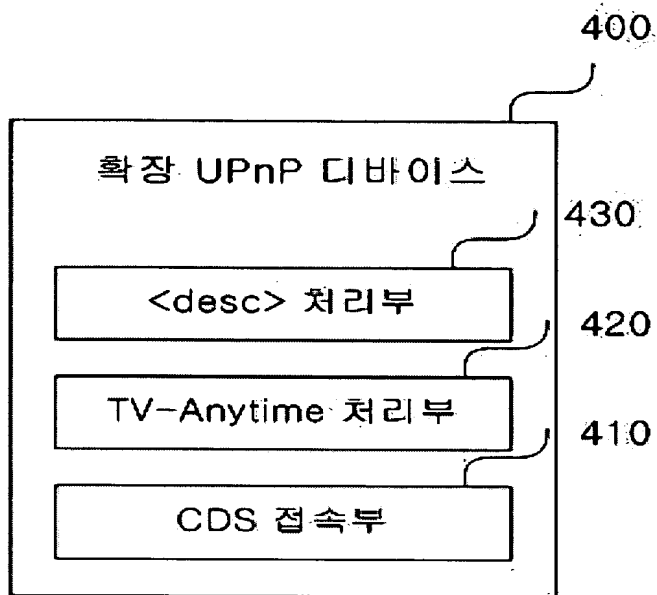 400
확장 UPnP 디바이스
430
<desc> 처리부
420
TV-Anytime 처리부
410
CDS 접속부